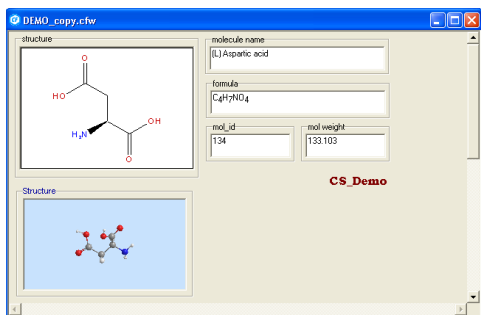 DEMO_copy.cfw
structure
O
HO
H2N
OH
O
molecule name
(L) Aspartic acid
formula
C4H7NO4
mol_id
134
mol weight
133.103
CS_Demo
Structure